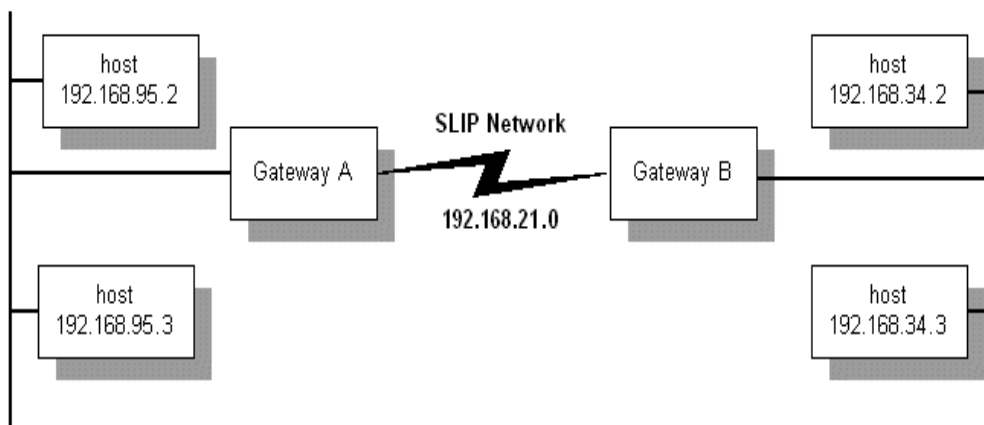 host
192.168.95.2
host
192.168.34.2
SLIP Network
Gateway A
Gateway B
192.168.21.0
host
192.168.95.3
host
192.168.34.3